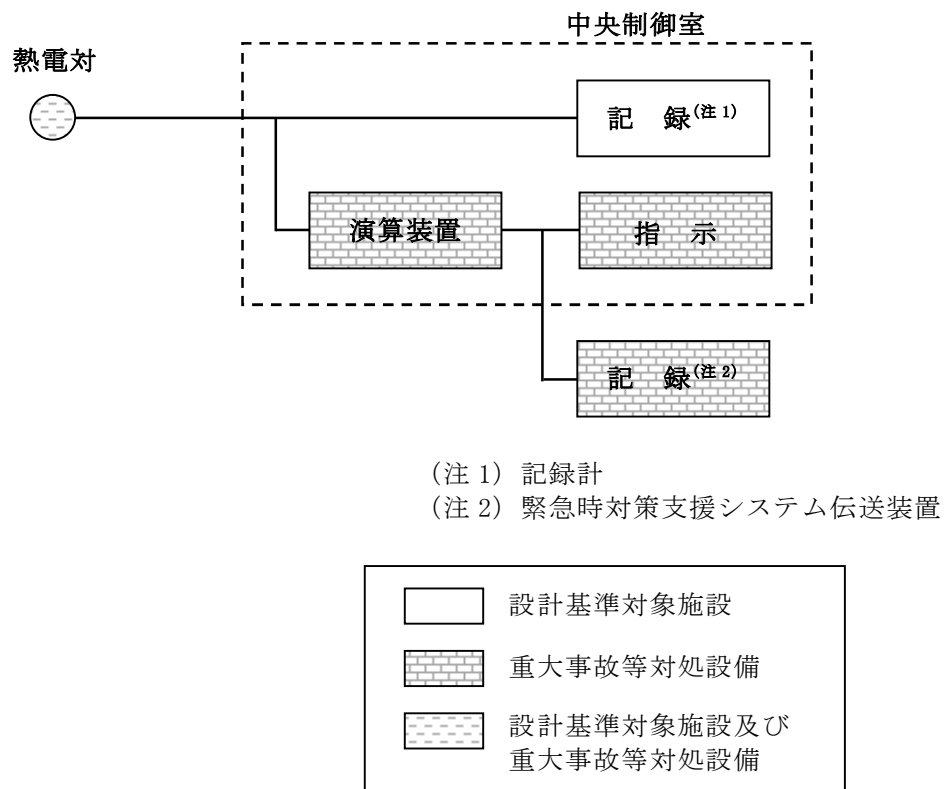 中央制御室
熱電対
記　録(注1)
演算装置
指　示
記　録(注2)
(注 1) 記録計
(注 2) 緊急時対策支援システム伝送装置
設計基準対象施設
重大事故等対処設備
設計基準対象施設及び
重大事故等対処設備